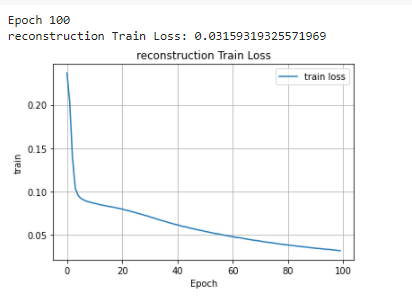 Epoch 100
reconstruction Train Loss: 0.03159319325571969
reconstruction Train Loss
train loss
0.20
0.15
0.10
0.05
train
0 20 40 60 80 100
Epoch